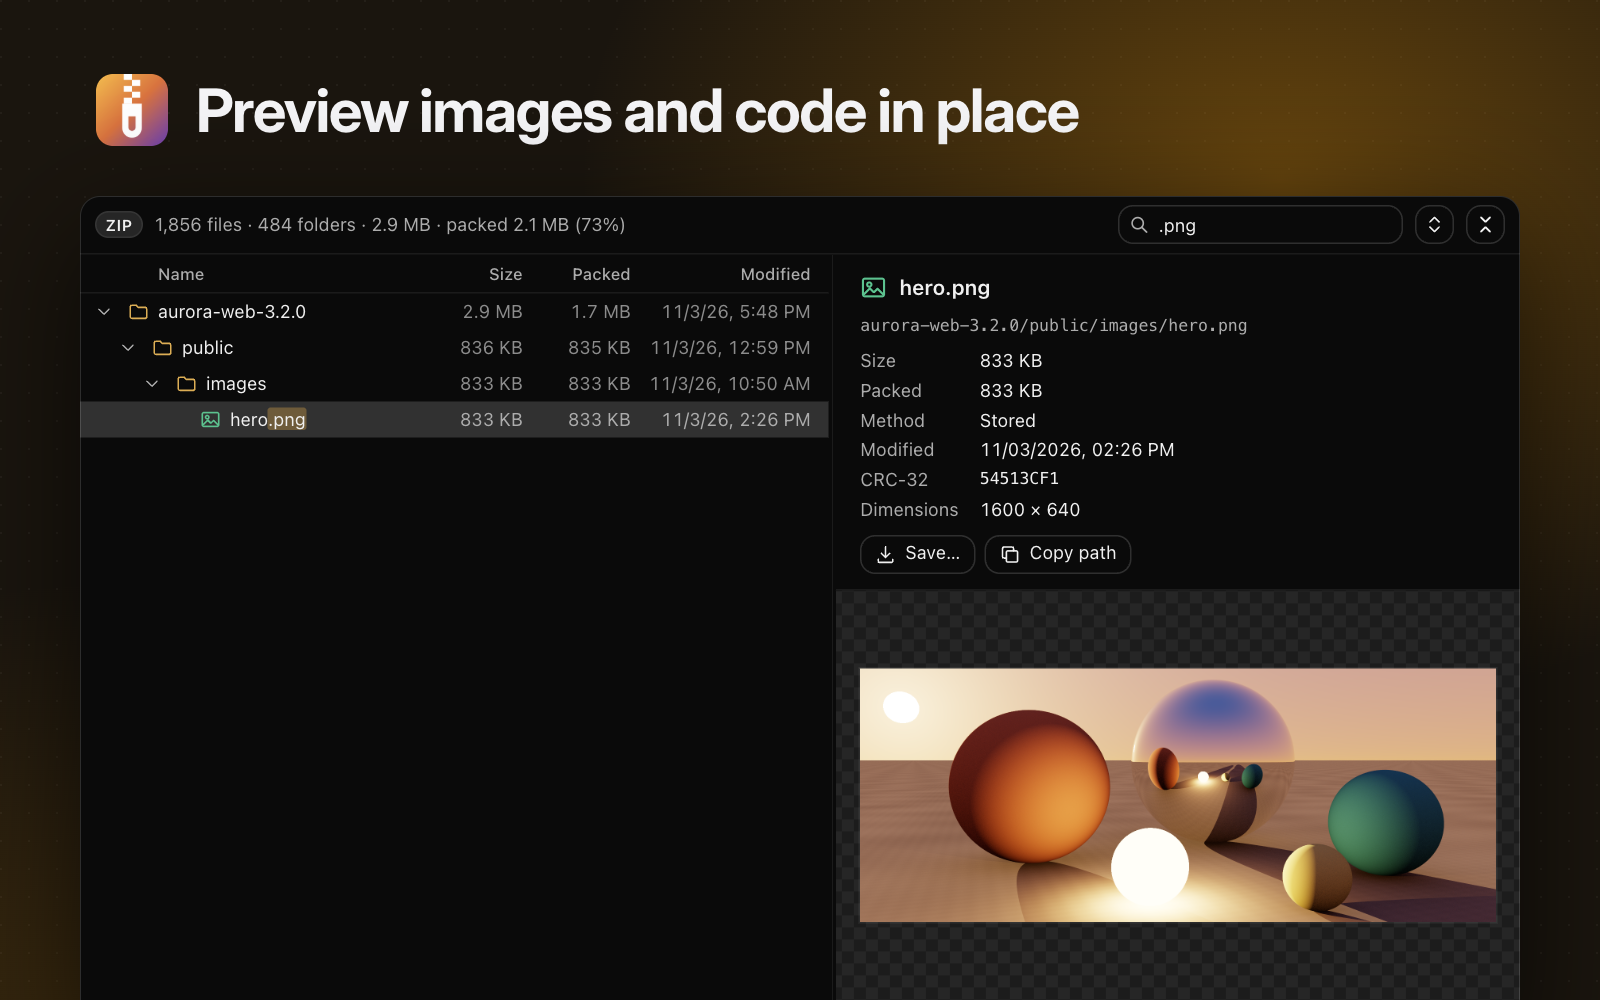 Preview images and code in place
ZIP 1,856 files · 484 folders · 2.9 MB · packed 2.1 MB (73%)
.png
Name Size Packed Modified
aurora-web-3.2.0 2.9 MB 1.7 MB 11/3/26, 5:48 PM
public 836 KB 835 KB 11/3/26, 12:59 PM
images 833 KB 833 KB 11/3/26, 10:50 AM
hero.png 833 KB 833 KB 11/3/26, 2:26 PM
hero.png
aurora-web-3.2.0/public/images/hero.png
Size 833 KB
Packed 833 KB
Method Stored
Modified 11/03/2026, 02:26 PM
CRC-32 54513CF1
Dimensions 1600 × 640
Save... Copy path